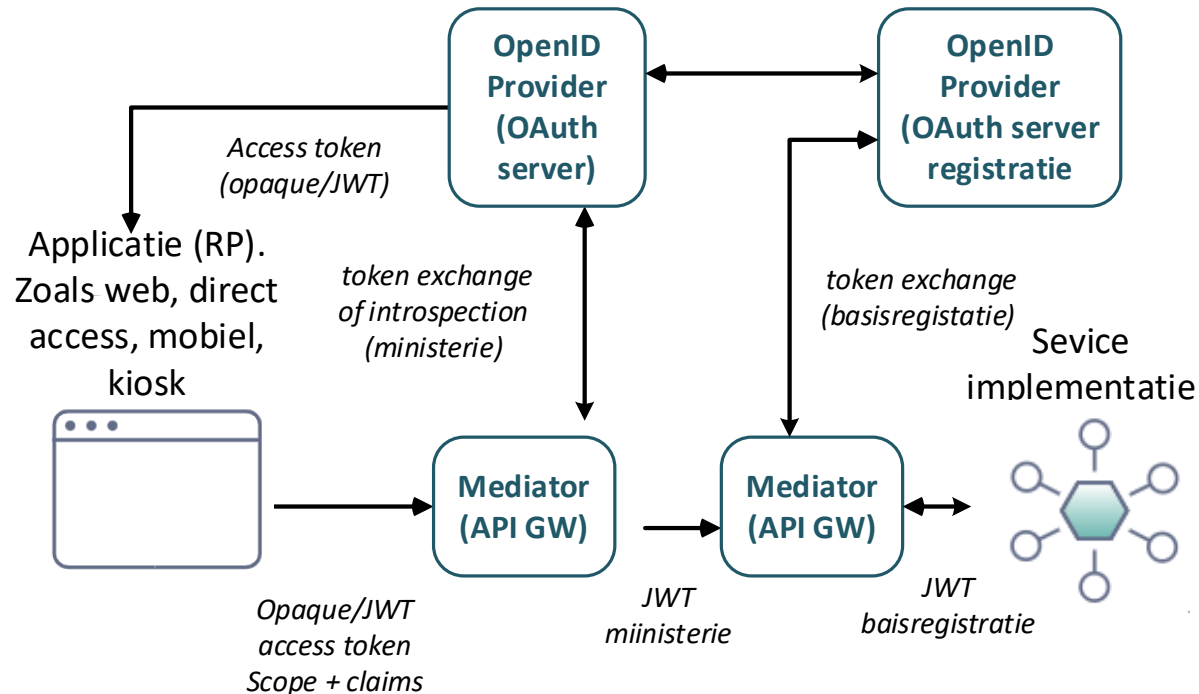 OpenID
Provider
(OAuth
server)
OpenID
Provider
(OAuth server
registratie
Access token
(opaque/JWT)
Applicatie (RP).
Zoals web, direct
access, mobiel,
kiosk
token exchange
of introspection
(ministerie)
token exchange
(basisregistatie)
Sevice
implementatie
Mediator
(API GW)
Mediator
(API GW)
Opaque/JWT
access token
Scope + claims
JWT
miinisterie
JWT
baisregistratie